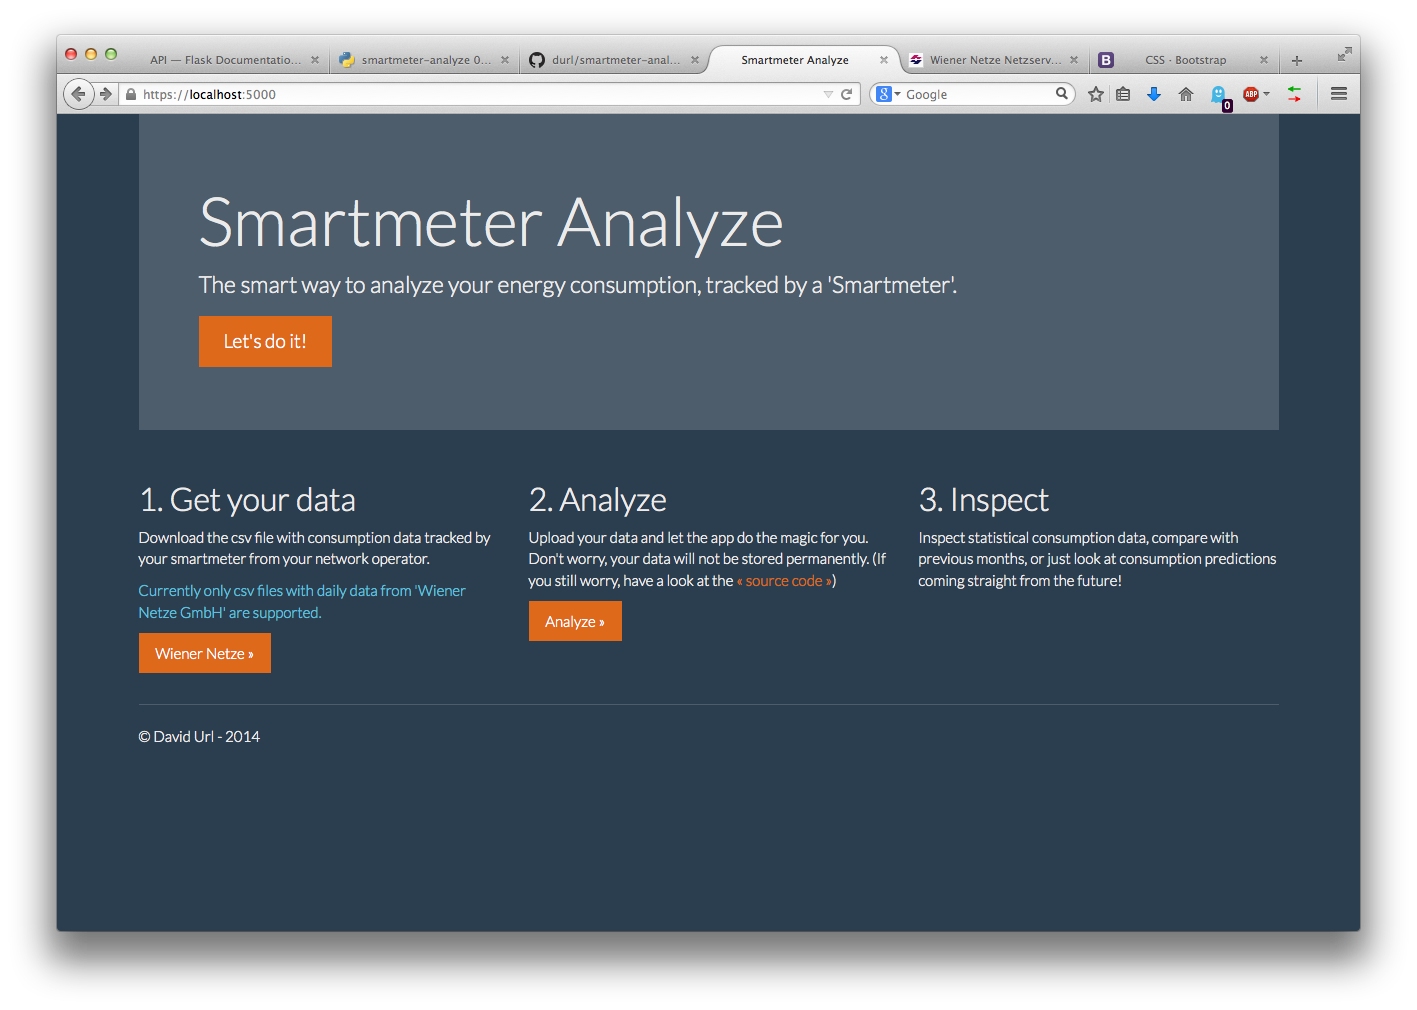 API — Flask Documentatio...
smartmeter-analyze 0...
durl/smartmeter-anal...
Smartmeter Analyze
Wiener Netze Netzserv...
B
CSS · Bootstrap
https://localhost:5000
8
Google
0
ABP
Smartmeter Analyze
The smart way to analyze your energy consumption, tracked by a 'Smartmeter'.
Let's do it!
1. Get your data
Download the csv file with consumption data tracked by
your smartmeter from your network operator.
Currently only csv files with daily data from 'Wiener
Netze GmbH' are supported.
Wiener Netze »
2. Analyze
Upload your data and let the app do the magic for you.
Don't worry, your data will not be stored permanently. (If
you still worry, have a look at the « source code »)
Analyze »
3. Inspect
Inspect statistical consumption data, compare with
previous months, or just look at consumption predictions
coming straight from the future!
© David Url - 2014